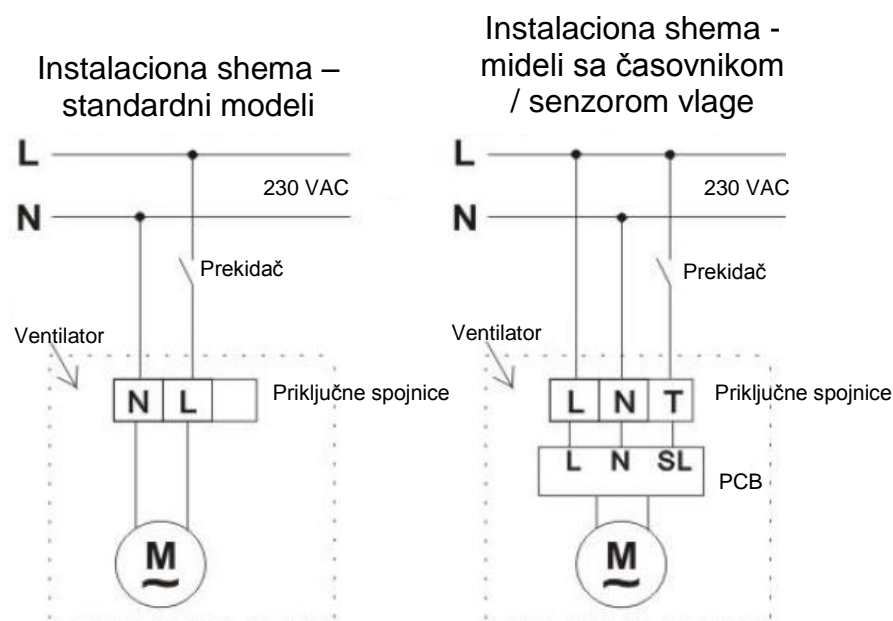 Instalaciona shema –
standardni modeli
L
230 VAC
N
Prekidač
Ventilator
N L
Priključne spojnice
M
~
Instalaciona shema -
mideli sa časovnikom
/ senzorom vlage
L
230 VAC
N
Prekidač
Ventilator
L N T
Priključne spojnice
L N SL
PCB
M
~